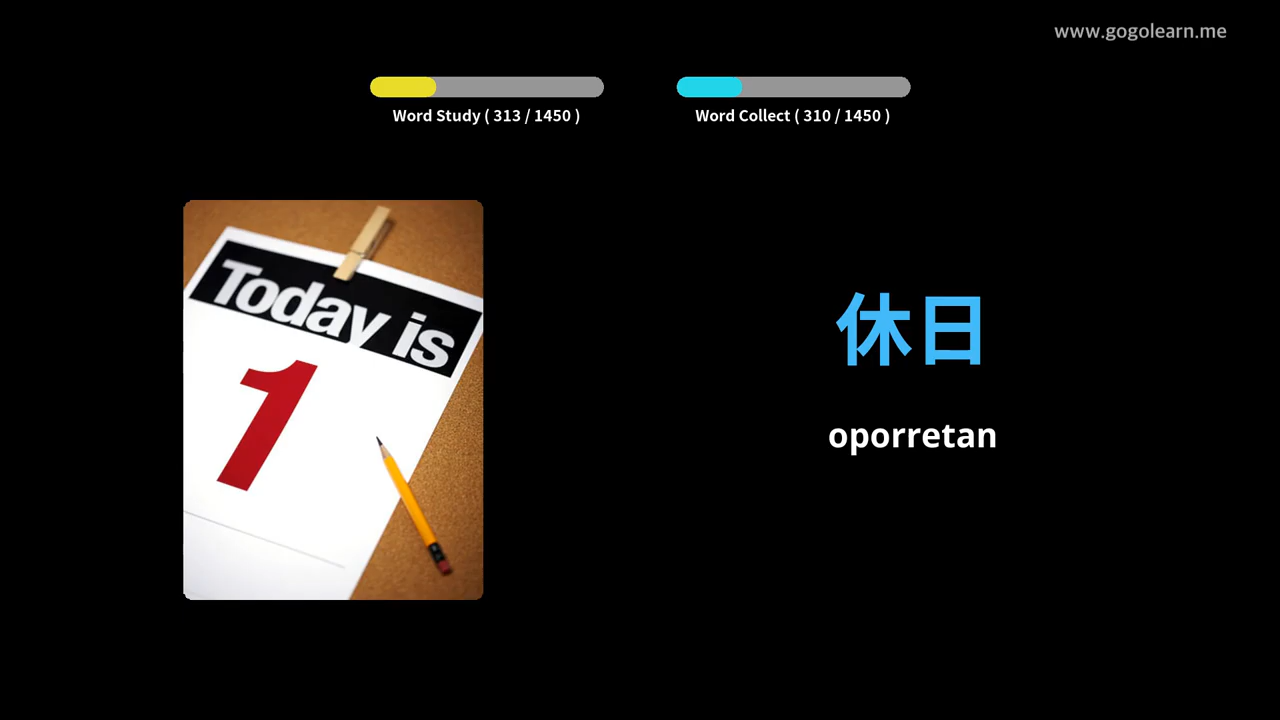 www.gogolearn.me
Word Study ( 313 / 1450 )
Word Collect ( 310 / 1450 )
Today is
1
休日
oporretan